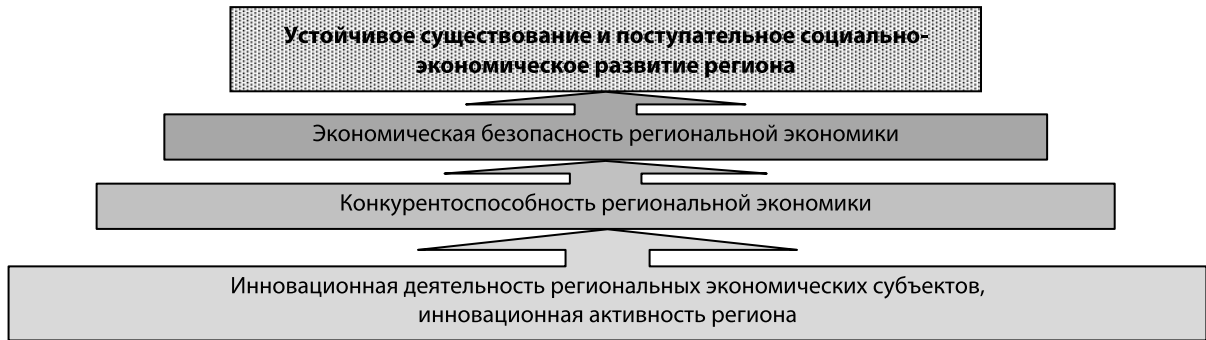 Устойчивое существование и поступательное социально-
экономическое развитие региона
Экономическая безопасность региональной экономики
Конкурентоспособность региональной экономики
Инновационная деятельность региональных экономических субъектов,
инновационная активность региона